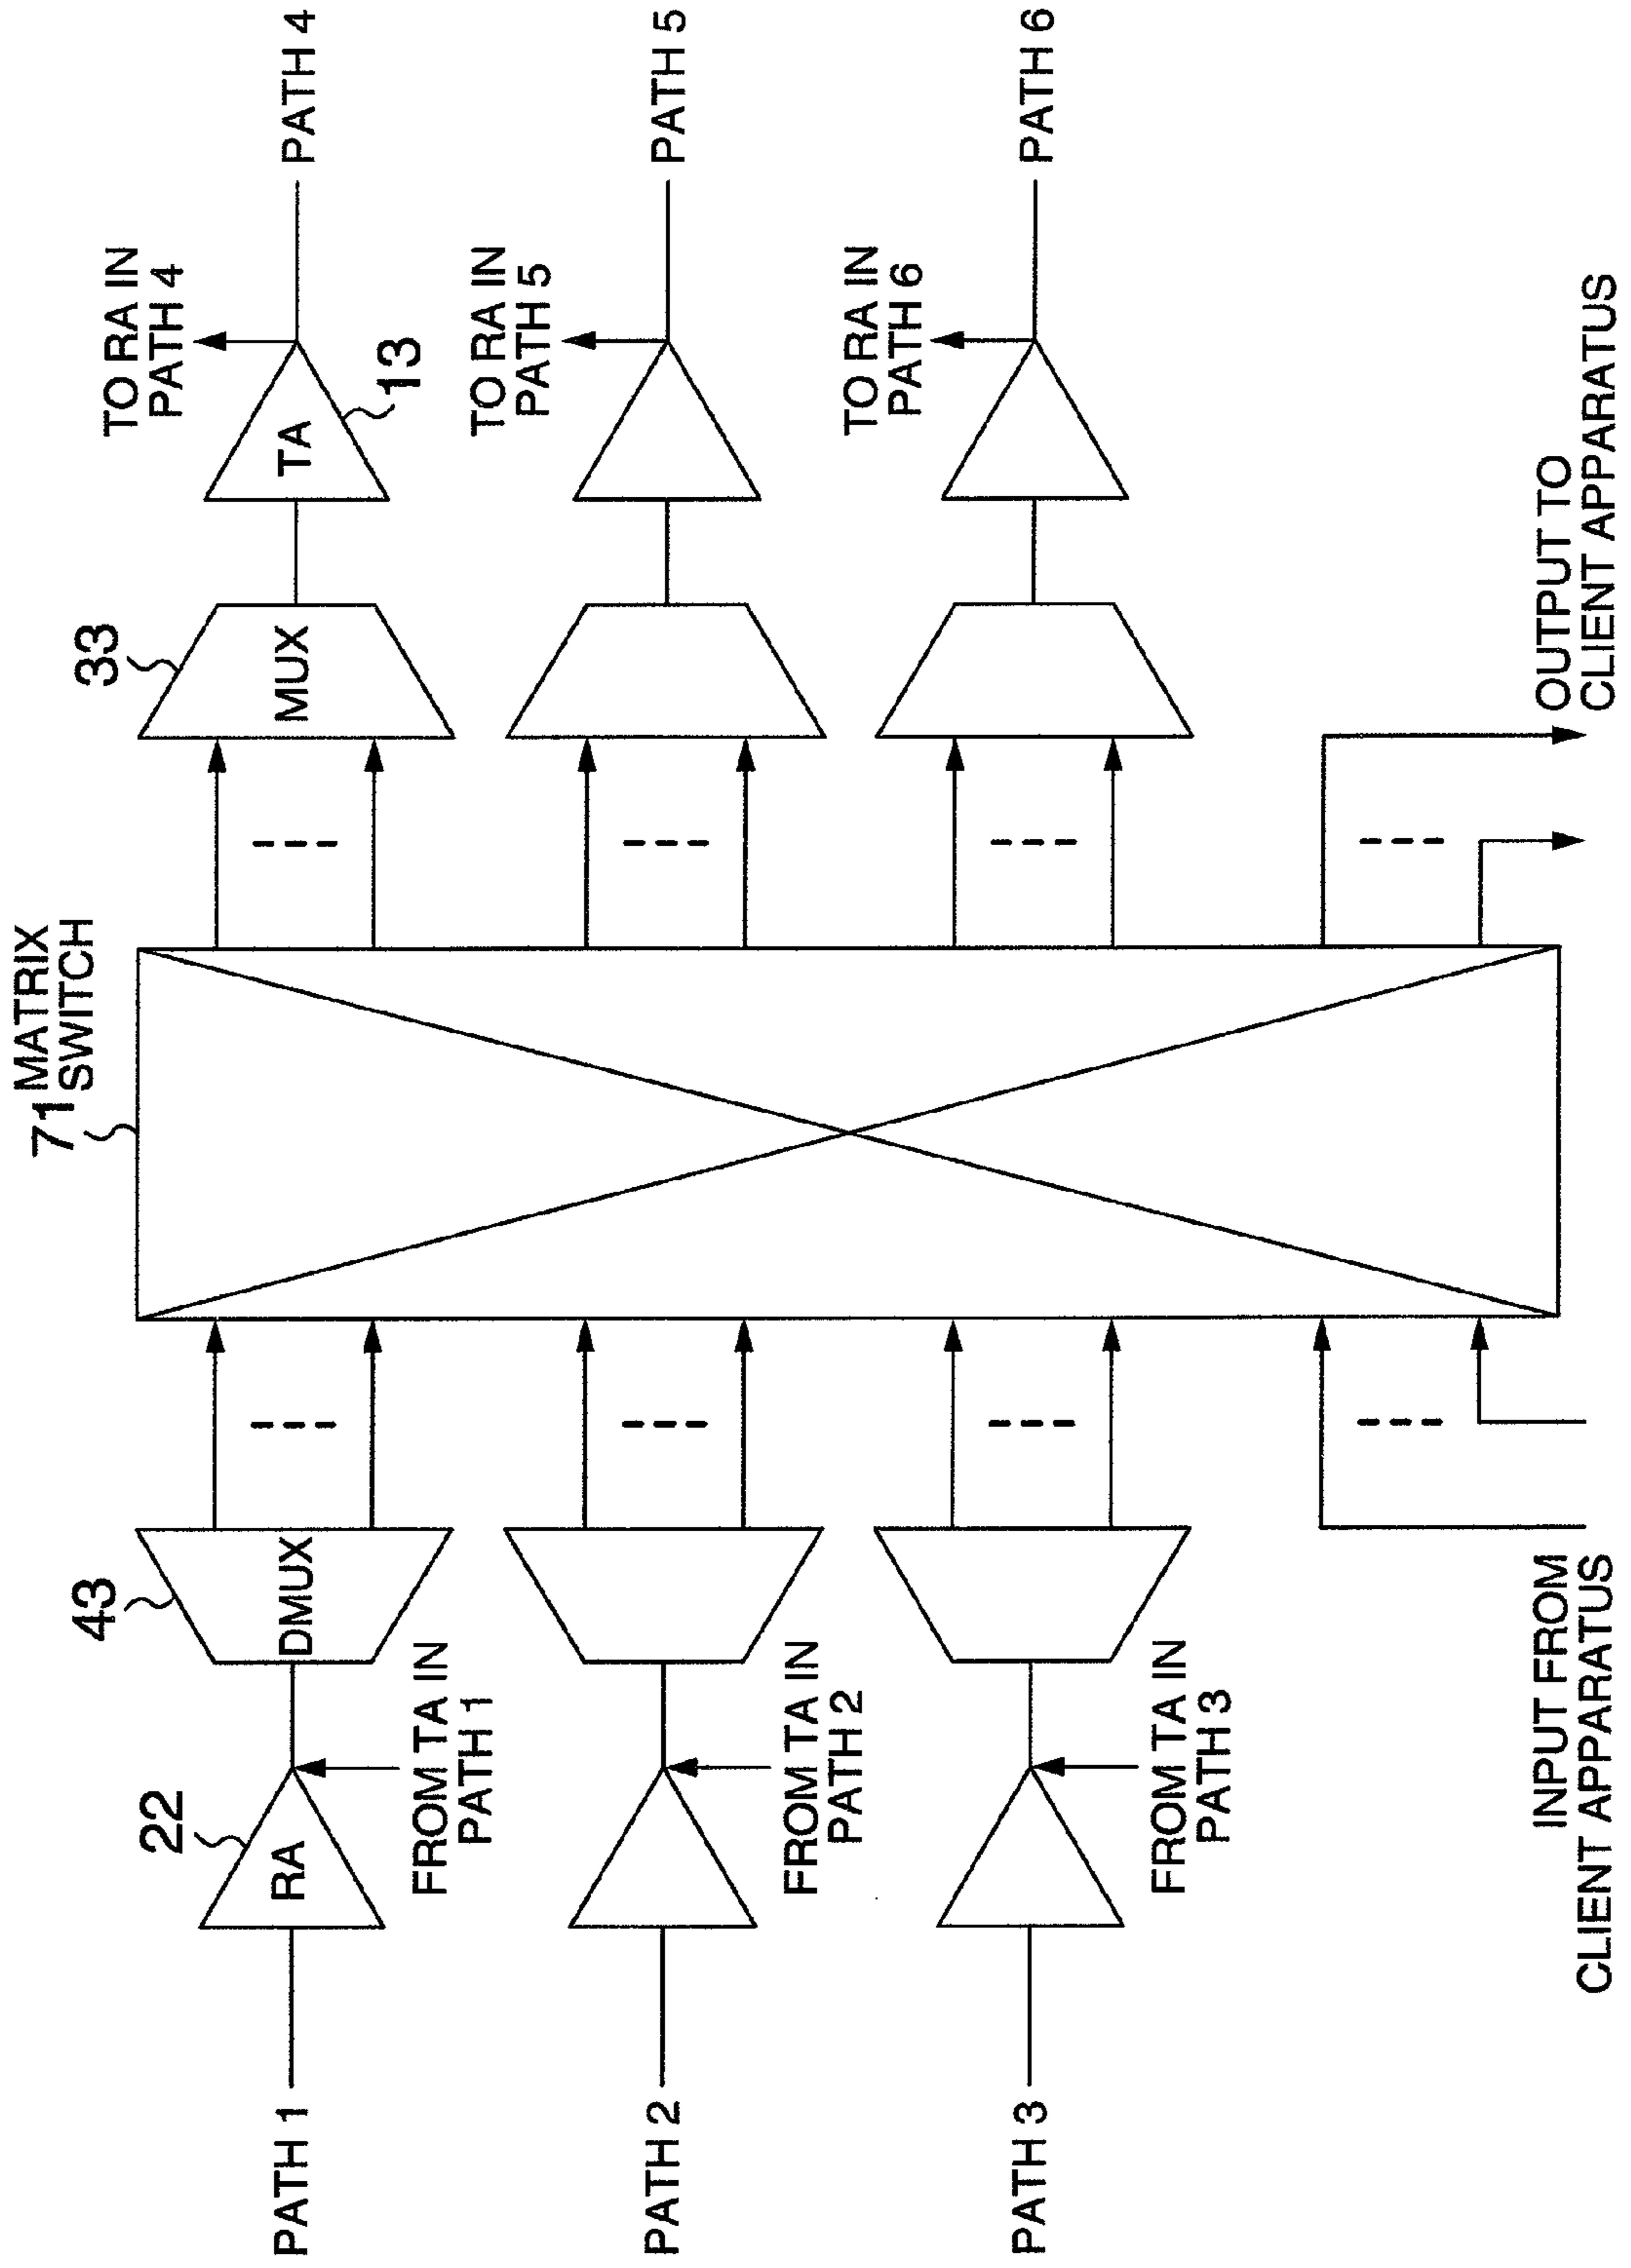 71
MATRIX
SWITCH
43
33
22
RA
DMUX
MUX
TA
13
TO RA IN
PATH 4
PATH 1
PATH 4
FROM TA IN
PATH 1
TO RA IN
PATH 5
PATH 2
PATH 5
FROM TA IN
PATH 2
TO RA IN
PATH 6
PATH 3
PATH 6
FROM TA IN
PATH 3
INPUT FROM
CLIENT APPARATUS
OUTPUT TO
CLIENT APPARATUS